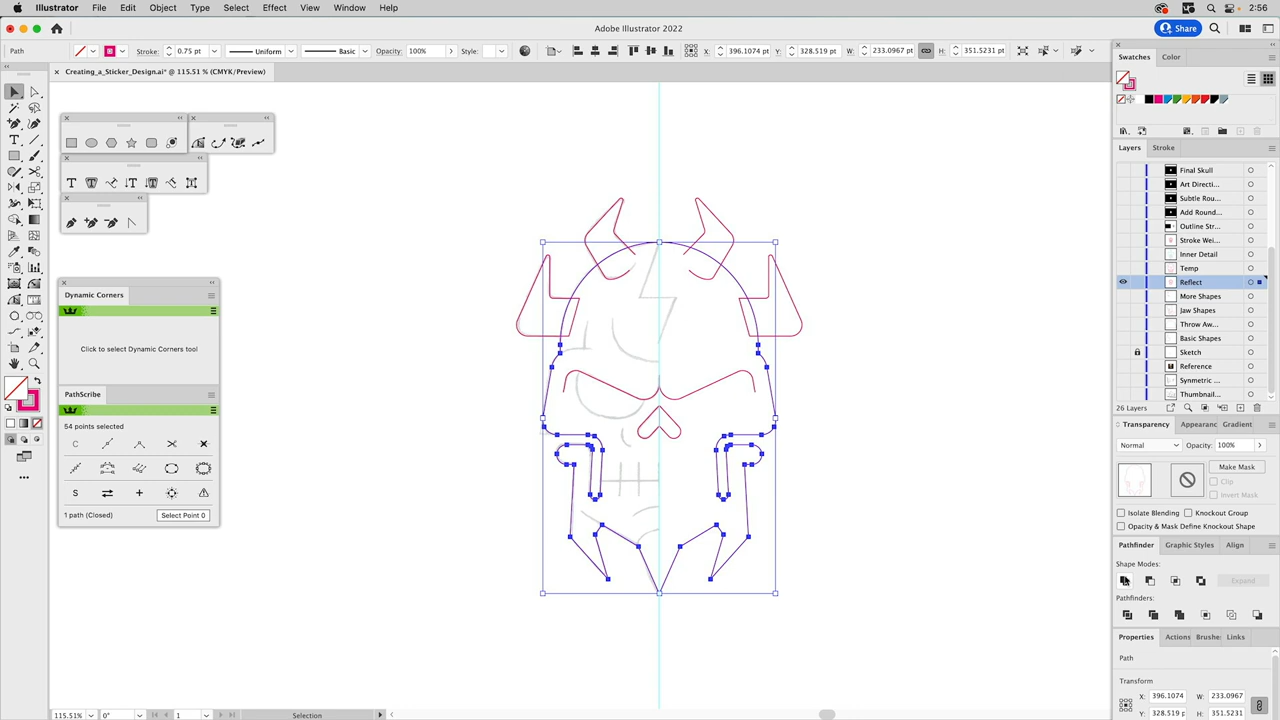 Illustrator File Edit Object Type Select Effect View Window Help 2:56
Adobe Illustrator 2022 Share
Path Stroke: 0.75 pt Uniform Basic Opacity: 100% Style: X: 396.1074 pt Y: 328.519 pt W: 233.0967 pt H: 351.5231 pt
Creating_a_Sticker_Design.ai* @ 115.51 % (CMYK/Preview)
Swatches Color
Layers Stroke
Final Skull
Art Directi...
Subtle Rou...
Add Round...
Outline Str...
Stroke Wei...
Inner Detail
Temp
Reflect
More Shapes
Jaw Shapes
Throw Aw...
Basic Shapes
Sketch
Reference
Symmetric ...
Thumbnail...
26 Layers
Dynamic Corners
Click to select Dynamic Corners tool
PathScribe
54 points selected
1 path (Closed) Select Point 0
Transparency Appearanc Gradient
Normal Opacity: 100%
Make Mask
Clip
Invert Mask
Isolate Blending Knockout Group
Opacity & Mask Define Knockout Shape
Pathfinder Graphic Styles Align
Shape Modes:
Expand
Pathfinders:
Properties Actions Brushe Links
Path
Transform
X: 396.1074 W: 233.0967
Y: 328.519 p H: 351.5231
115.51% 0° 1 Selection